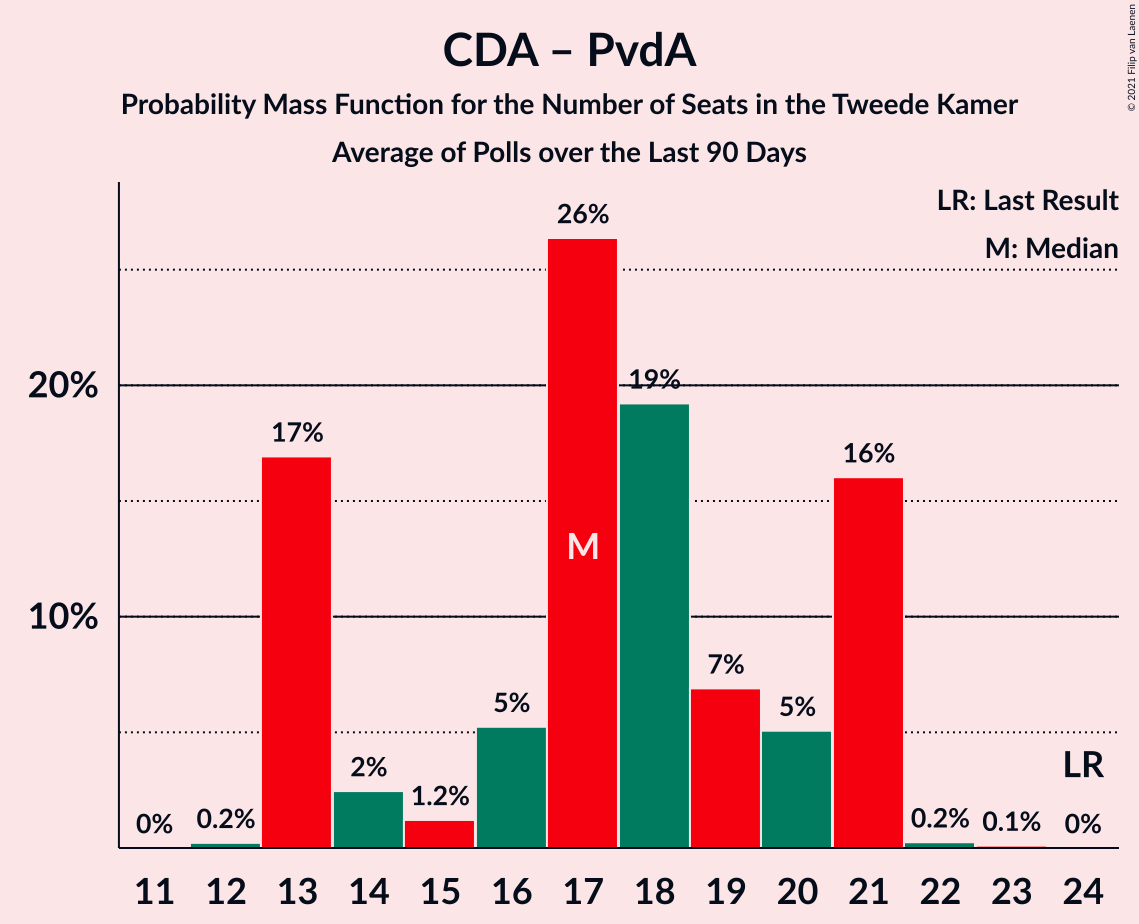 CDA – PvdA
Probability Mass Function for the Number of Seats in the Tweede Kamer
Average of Polls over the Last 90 Days
© 2021 Filip van Laenen
LR: Last Result
M: Median
26%
20%
19%
17%
16%
M
10%
7%
5%
5%
LR
2%
1.2%
0%
0.2%
0.2%
0.1%
0%
11 12 13 14 15 16 17 18 19 20 21 22 23 24